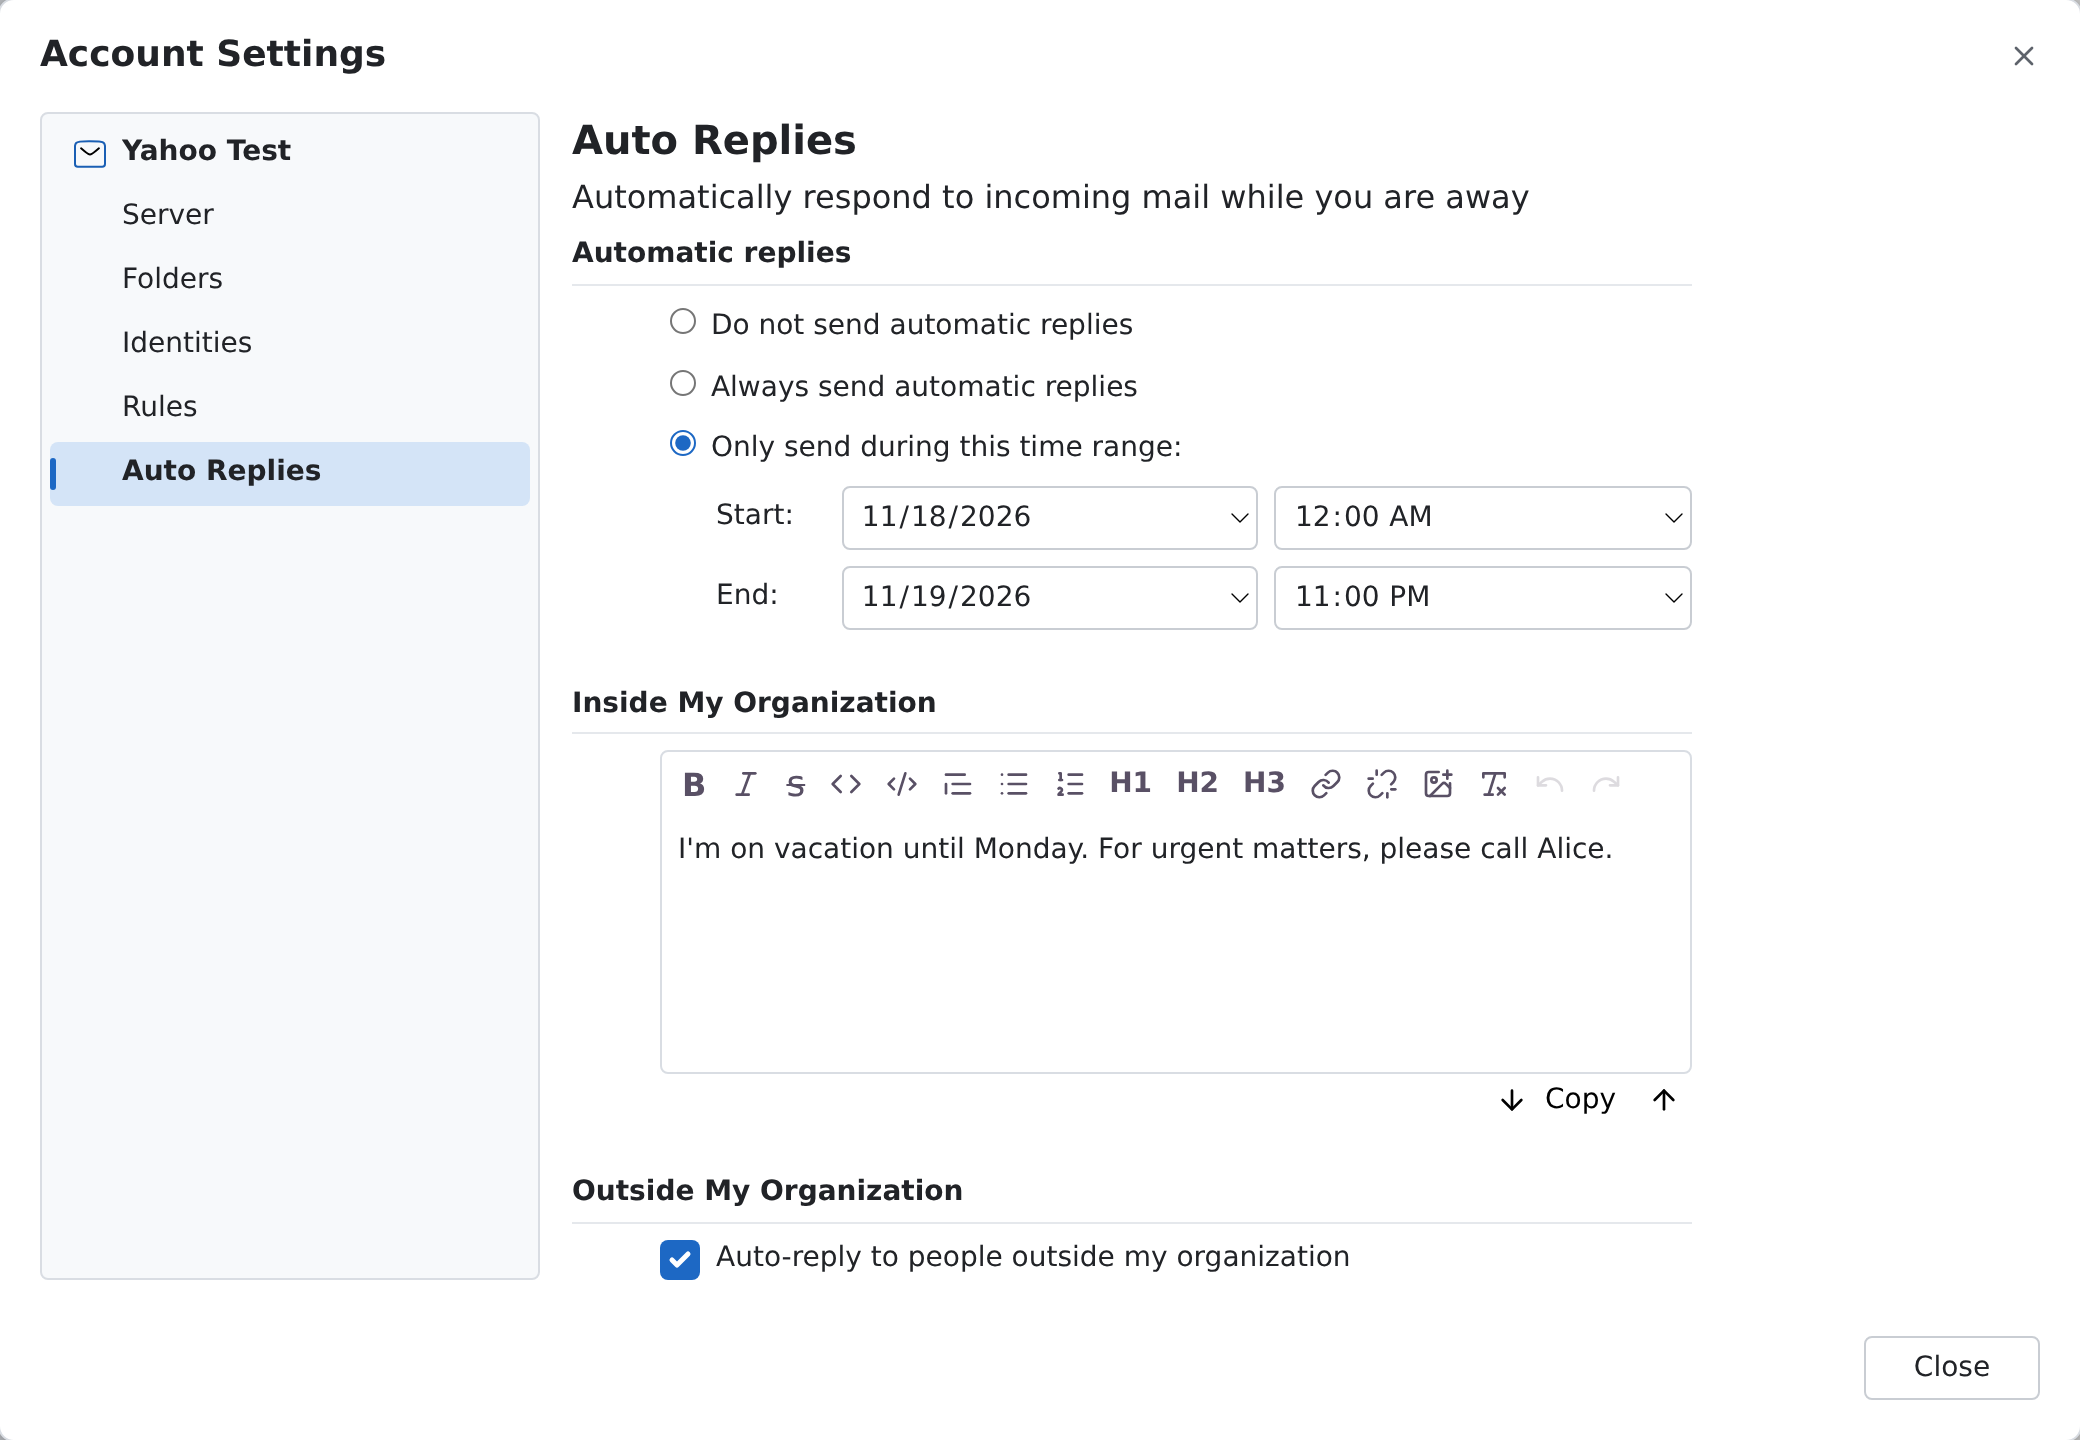 Account Settings
Yahoo Test
Server
Folders
Identities
Rules
Auto Replies
Auto Replies
Automatically respond to incoming mail while you are away
Automatic replies
Do not send automatic replies
Always send automatic replies
Only send during this time range:
Start: 11/18/2026 12:00 AM
End: 11/19/2026 11:00 PM
Inside My Organization
B I S H1 H2 H3
I'm on vacation until Monday. For urgent matters, please call Alice.
Copy
Outside My Organization
Auto-reply to people outside my organization
Close